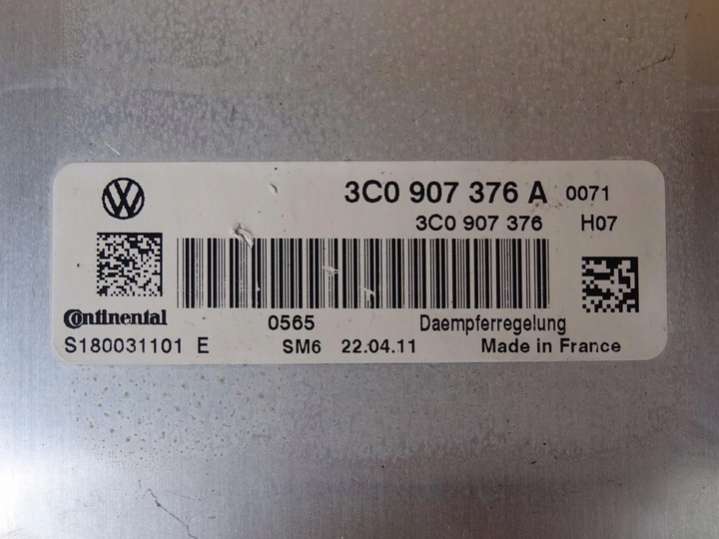 3C0 907 376 A 0071
3C0 907 376 H07
Continental 0565 Daempferregelung
S180031101 E SM6 22.04.11 Made in France